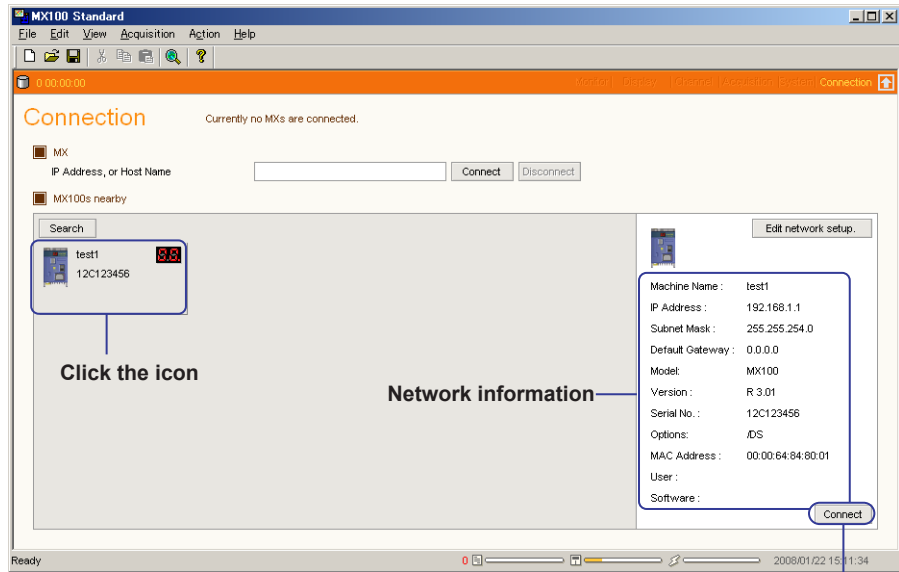 MX100 Standard
File Edit View Acquisition Action Help
0 00:00:00 Monitor Display Channel Acquisition System Connection
Connection Currently no MXs are connected.
MX
IP Address, or Host Name Connect Disconnect
MX100s nearby
Search Edit network setup.
test1 8.8.
12C123456
Machine Name : test1
IP Address : 192.168.1.1
Subnet Mask : 255.255.254.0
Default Gateway : 0.0.0.0
Click the icon
Model: MX100
Network information
Version : R 3.01
Serial No. : 12C123456
Options: /DS
MAC Address : 00:00:64:84:80:01
User :
Software :
Connect
Ready 0 2008/01/22 15:11:34